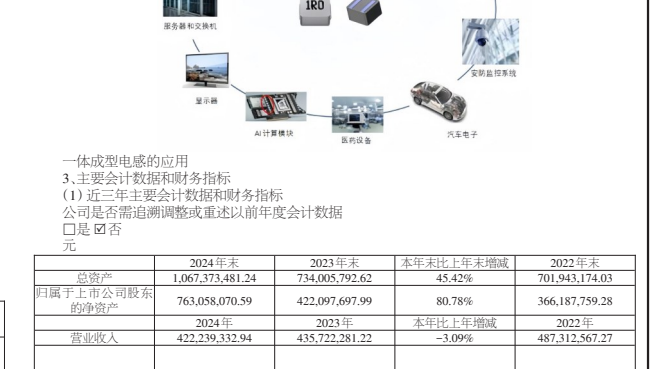 1R0
服务器和交换机
安防监控系统
显示器
AI计算模块
医药设备
汽车电子
一体成型电感的应用
3、主要会计数据和财务指标
(1)近三年主要会计数据和财务指标
公司是否需追溯调整或重述以前年度会计数据
□是 ☑否
元
2024年末 2023年末 本年末比上年末增减 2022年末
总资产 1,067,373,481.24 734,005,792.62 45.42% 701,943,174.03
归属于上市公司股东的净资产 763,058,070.59 422,097,697.99 80.78% 366,187,759.28
2024年 2023年 本年比上年增减 2022年
营业收入 422,239,332.94 435,722,281.22 -3.09% 487,312,567.27